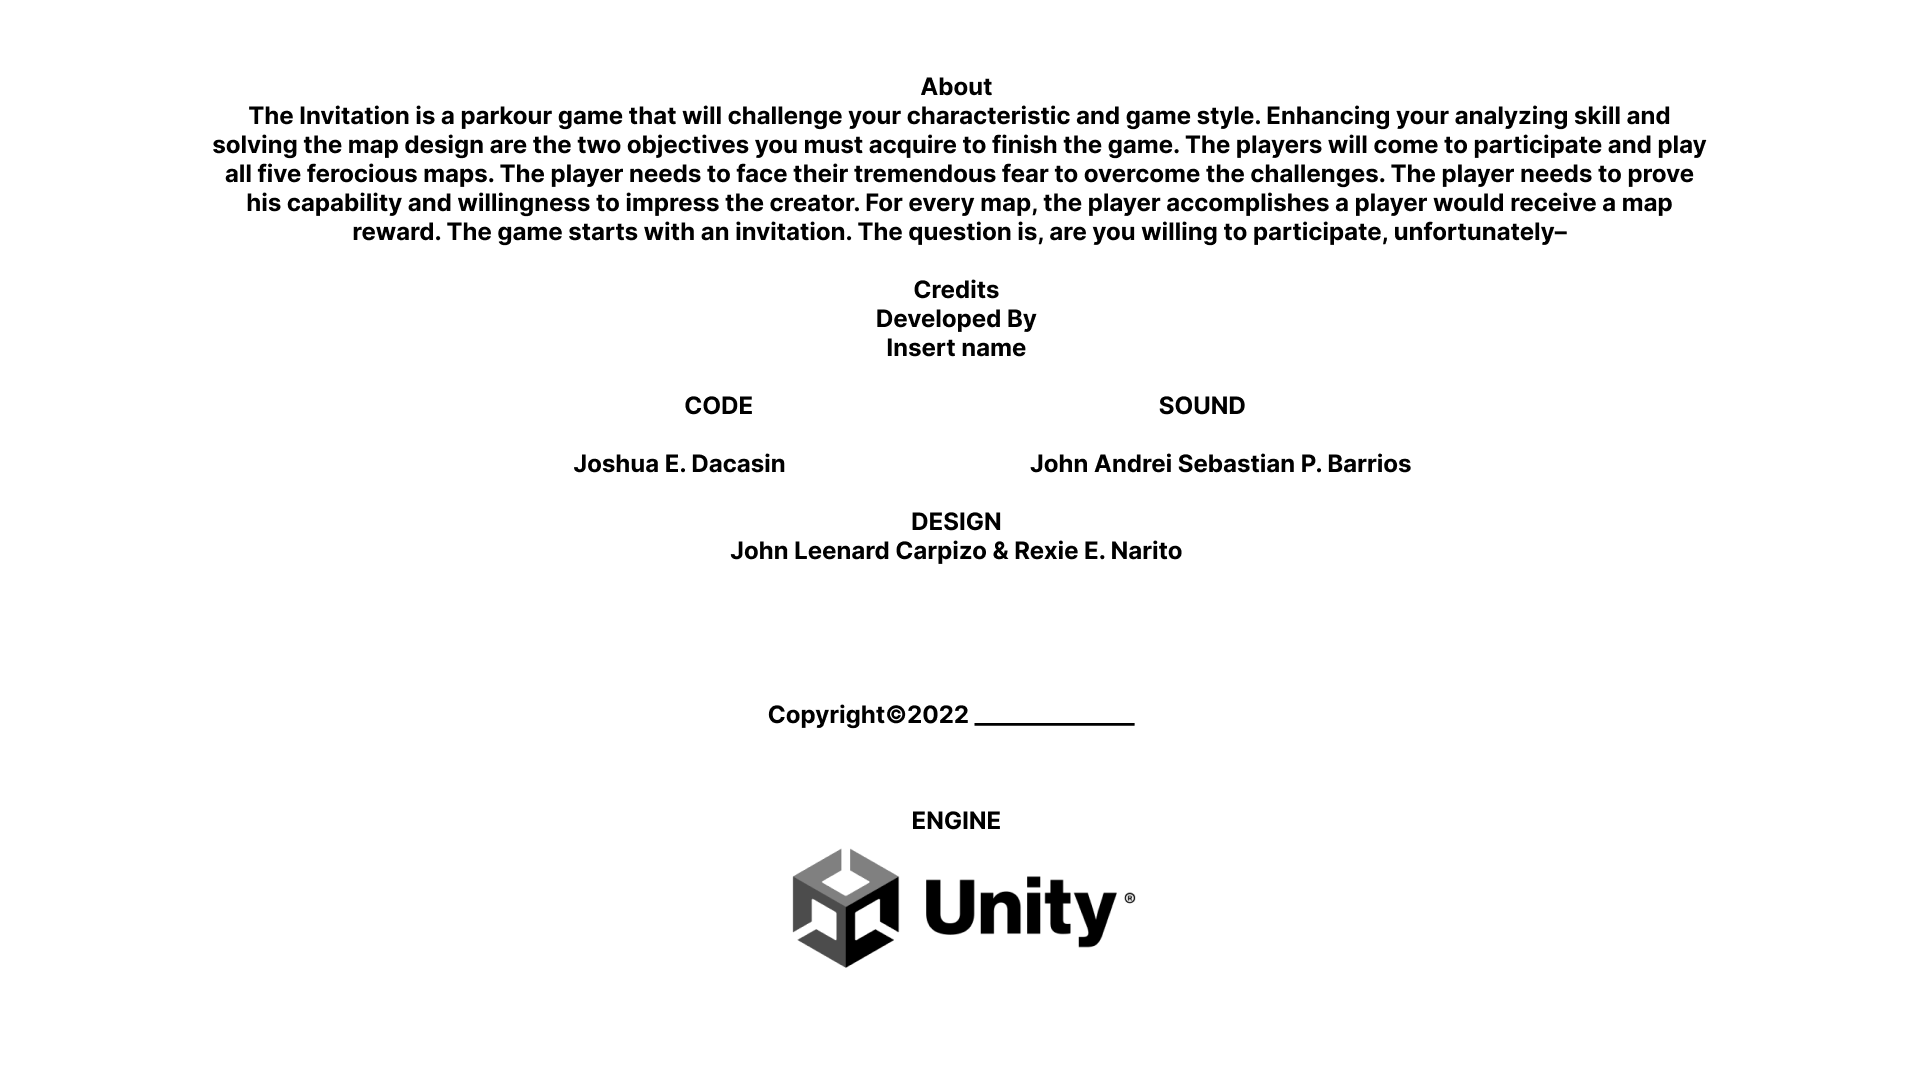 About
The Invitation is a parkour game that will challenge your characteristic and game style. Enhancing your analyzing skill and
solving the map design are the two objectives you must acquire to finish the game. The players will come to participate and play
all five ferocious maps. The player needs to face their tremendous fear to overcome the challenges. The player needs to prove
his capability and willingness to impress the creator. For every map, the player accomplishes a player would receive a map
reward. The game starts with an invitation. The question is, are you willing to participate, unfortunately–
Credits
Developed By
Insert name
CODE SOUND
Joshua E. Dacasin John Andrei Sebastian P. Barrios
DESIGN
John Leenard Carpizo & Rexie E. Narito
Copyright©2022 _____________
ENGINE
Unity ®